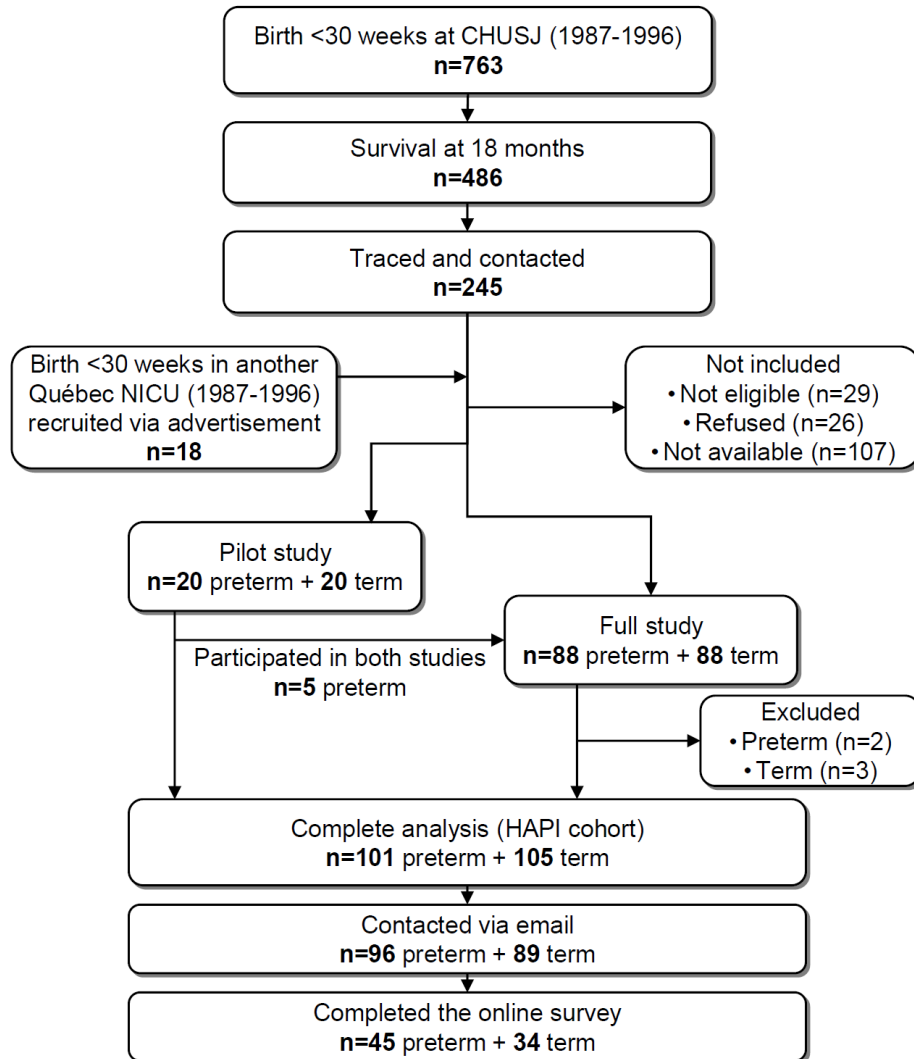 Birth <30 weeks at CHUSJ (1987-1996)
n=763
Survival at 18 months
n=486
Traced and contacted
n=245
Birth <30 weeks in another
Québec NICU (1987-1996)
recruited via advertisement
n=18
Not included
• Not eligible (n=29)
• Refused (n=26)
• Not available (n=107)
Pilot study
n=20 preterm + 20 term
Full study
n=88 preterm + 88 term
Participated in both studies
n=5 preterm
Excluded
• Preterm (n=2)
• Term (n=3)
Complete analysis (HAPI cohort)
n=101 preterm + 105 term
Contacted via email
n=96 preterm + 89 term
Completed the online survey
n=45 preterm + 34 term